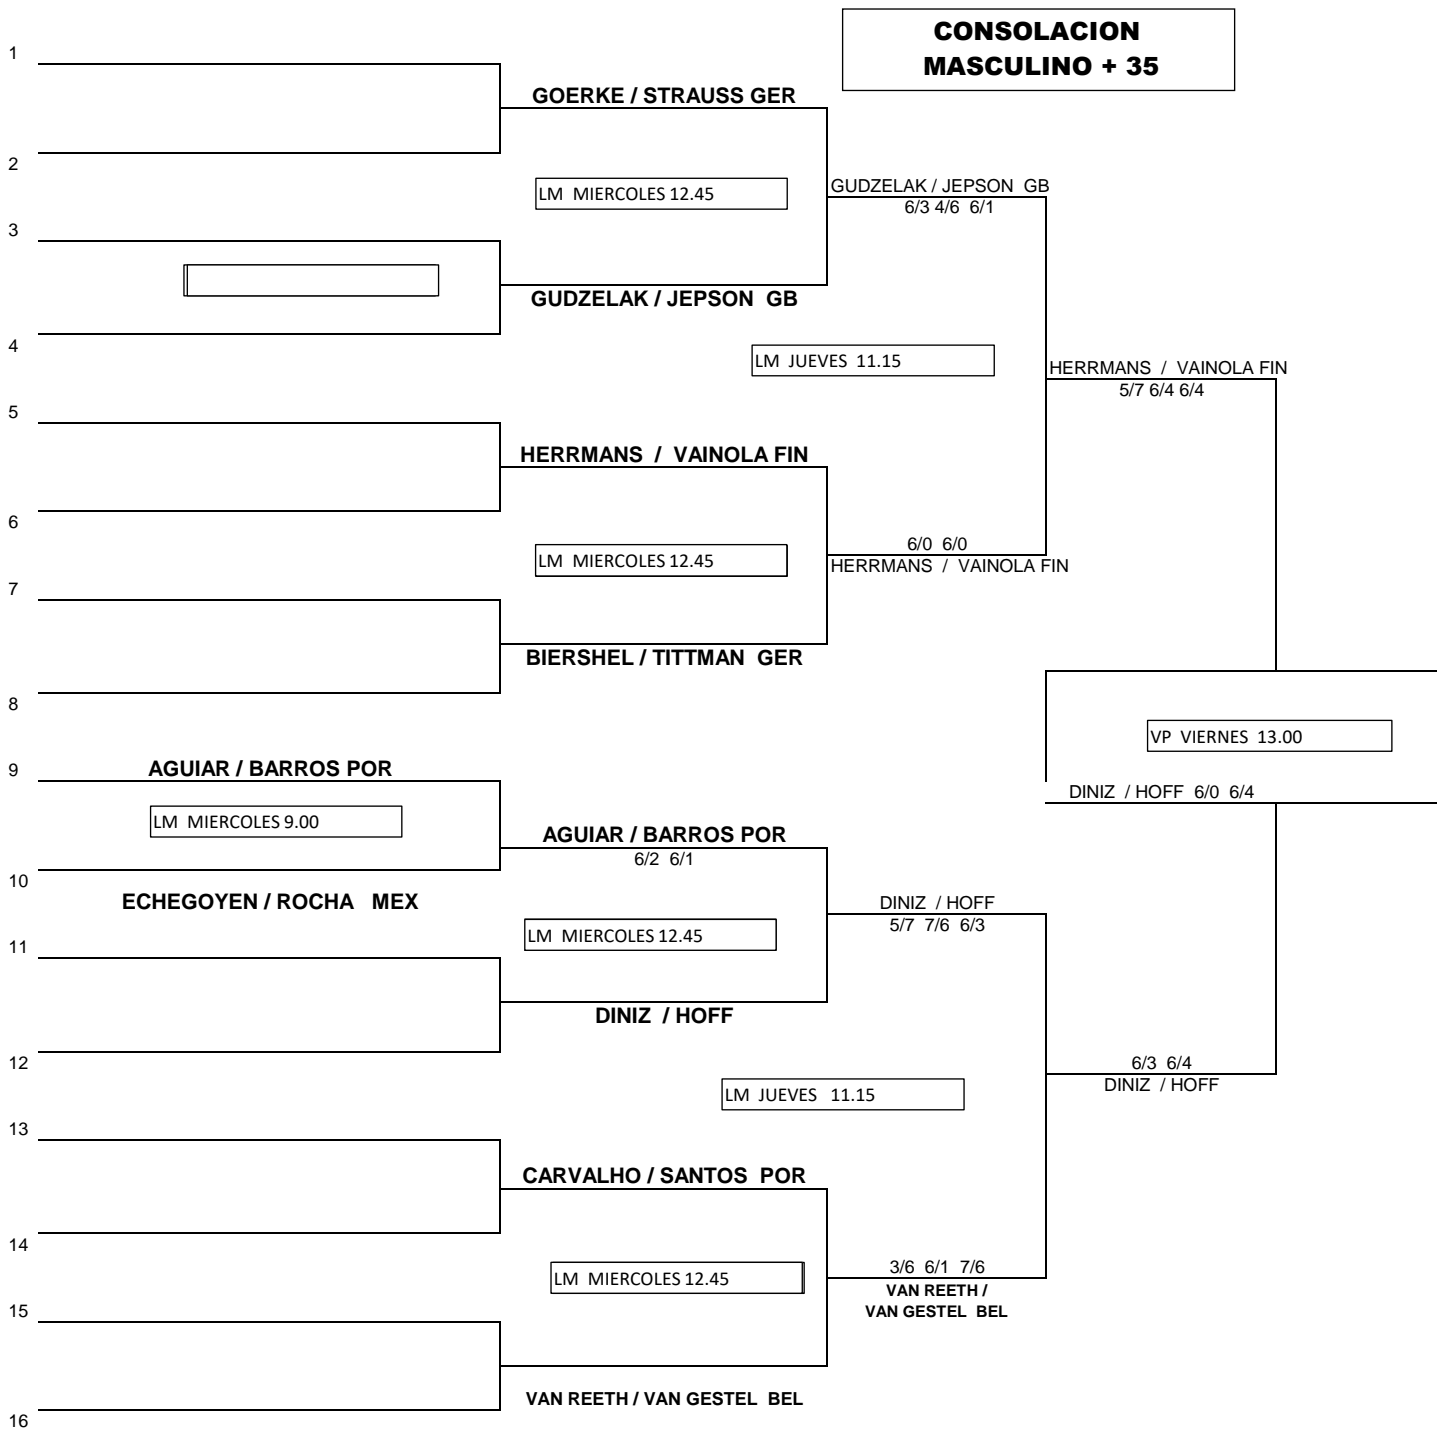 CONSOLACION
MASCULINO + 35
1
GOERKE / STRAUSS GER
2
LM MIERCOLES 12.45
GUDZELAK / JEPSON GB
6/3 4/6 6/1
3
GUDZELAK / JEPSON GB
4
LM JUEVES 11.15
HERRMANS / VAINOLA FIN
5/7 6/4 6/4
5
HERRMANS / VAINOLA FIN
6
LM MIERCOLES 12.45
6/0 6/0
HERRMANS / VAINOLA FIN
7
BIERSHEL / TITTMAN GER
8
VP VIERNES 13.00
9
AGUIAR / BARROS POR
DINIZ / HOFF 6/0 6/4
LM MIERCOLES 9.00
AGUIAR / BARROS POR
6/2 6/1
10
ECHEGOYEN / ROCHA MEX
DINIZ / HOFF
5/7 7/6 6/3
LM MIERCOLES 12.45
11
DINIZ / HOFF
12
6/3 6/4
DINIZ / HOFF
LM JUEVES 11.15
13
CARVALHO / SANTOS POR
14
LM MIERCOLES 12.45
3/6 6/1 7/6
VAN REETH /
VAN GESTEL BEL
15
VAN REETH / VAN GESTEL BEL
16